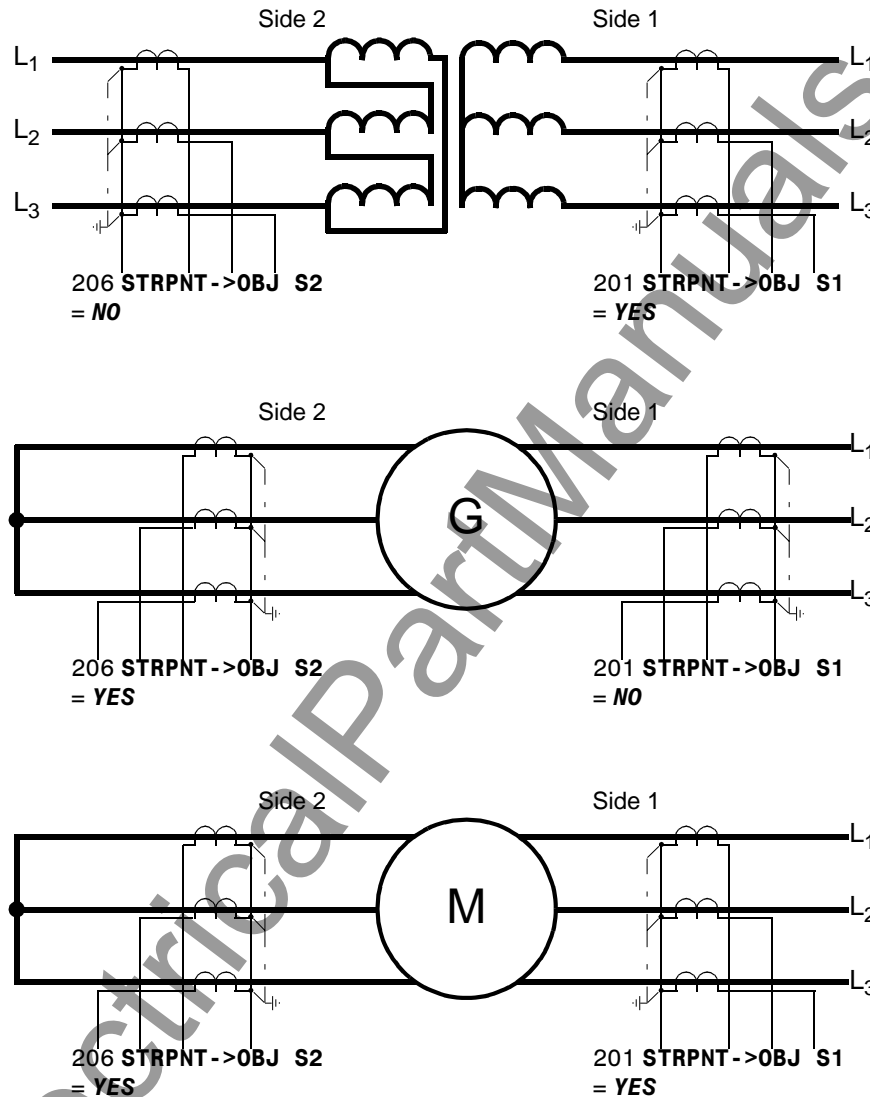 Side 2 Side 1
L1 L1
L2 L2
L3 L3
206 STRPNT->OBJ S2 201 STRPNT->OBJ S1
= NO = YES
Side 2 Side 1
L1
G L2
L3
206 STRPNT->OBJ S2 201 STRPNT->OBJ S1
= YES = NO
Side 2 Side 1
L1
M L2
L3
206 STRPNT->OBJ S2 201 STRPNT->OBJ S1
= YES = YES
ectricalPartManuals